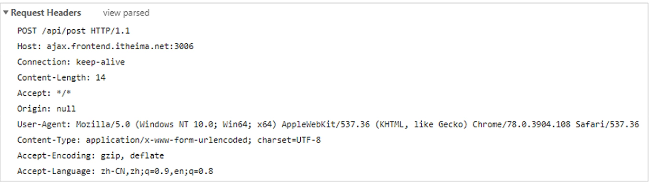 Request Headers view parsed
POST /api/post HTTP/1.1
Host: ajax.frontend.itheima.net:3006
Connection: keep-alive
Content-Length: 14
Accept: */*
Origin: null
User-Agent: Mozilla/5.0 (Windows NT 10.0; Win64; x64) AppleWebKit/537.36 (KHTML, like Gecko) Chrome/78.0.3904.108 Safari/537.36
Content-Type: application/x-www-form-urlencoded; charset=UTF-8
Accept-Encoding: gzip, deflate
Accept-Language: zh-CN,zh;q=0.9,en;q=0.8